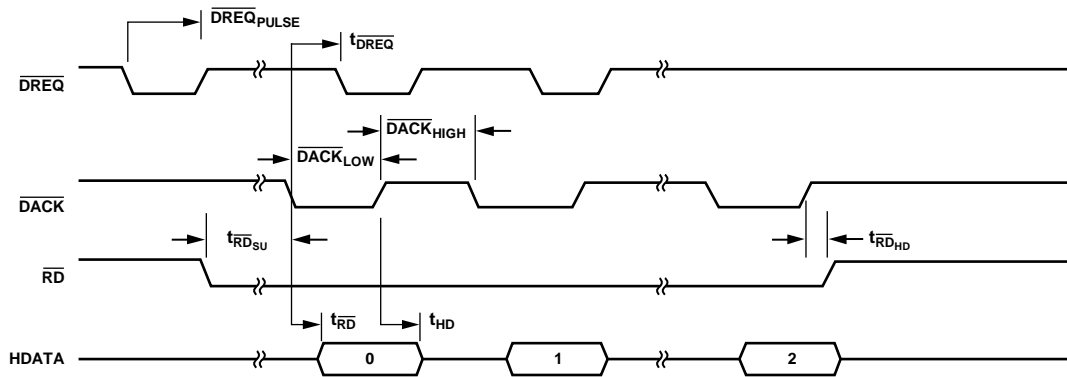 DREQPULSE
tDREQ
DREQ
DACKHIGH
DACKLOW
DACK
tRDSU
tRDHD
RD
tRD
tHD
HDATA
0
1
2